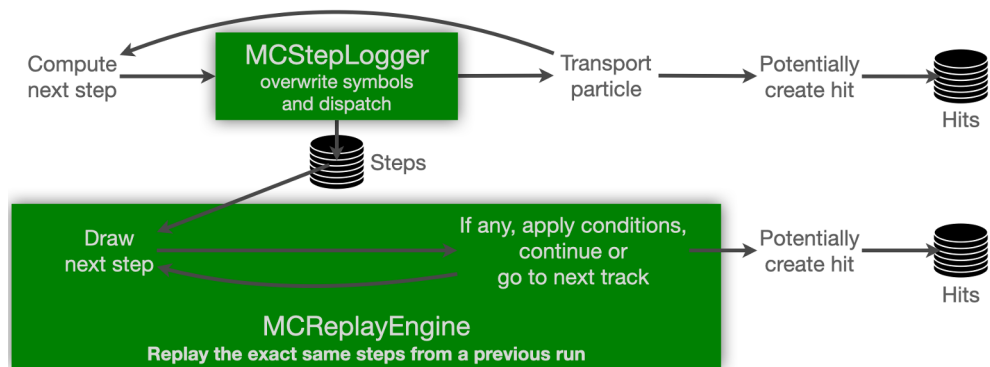 Compute
next step
MCStepLogger
overwrite symbols
and dispatch
Transport
particle
Potentially
create hit
Hits
Steps
Draw
next step
If any, apply conditions,
continue or
go to next track
Potentially
create hit
Hits
MCReplayEngine
Replay the exact same steps from a previous run